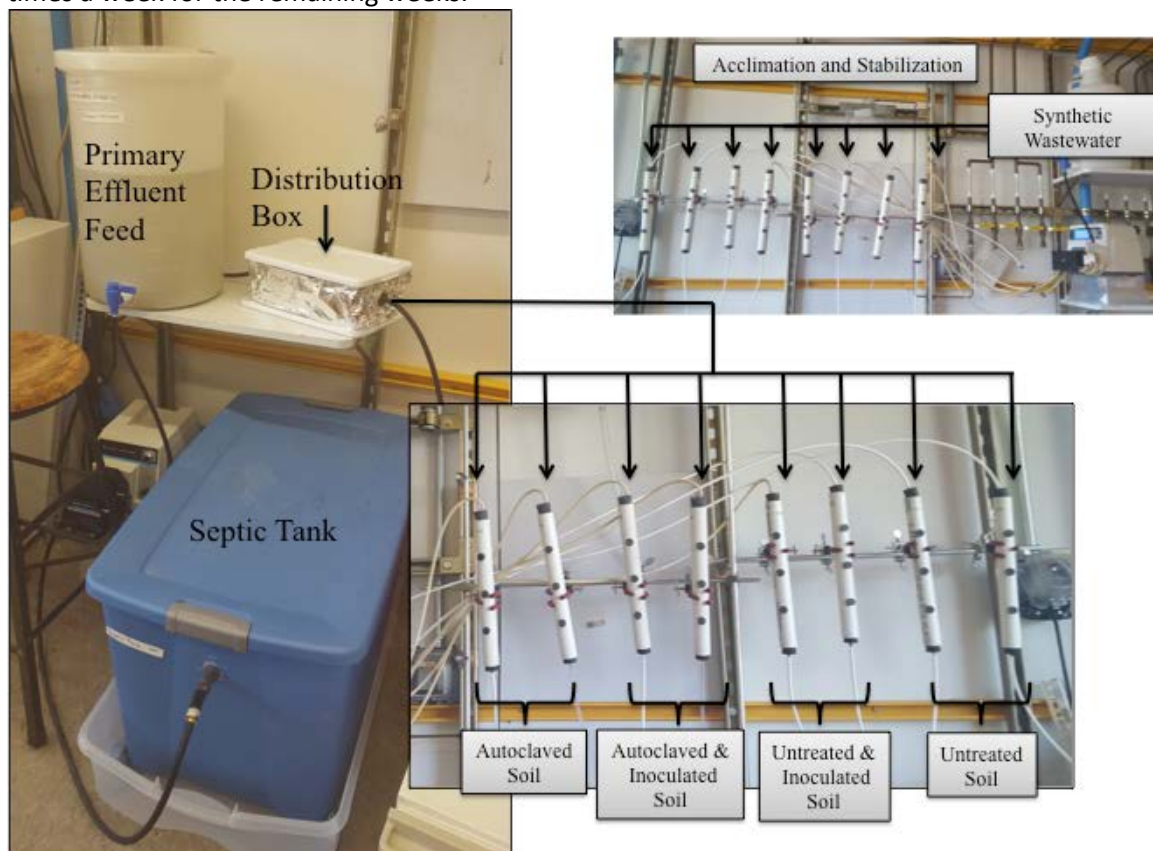 times a week for the remaining weeks.
Primary
Effluent
Feed
Distribution
Box
Septic Tank
Acclimation and Stabilization
Synthetic
Wastewater
Autoclaved
Soil
Autoclaved &
Inoculated
Soil
Untreated &
Inoculated
Soil
Untreated
Soil